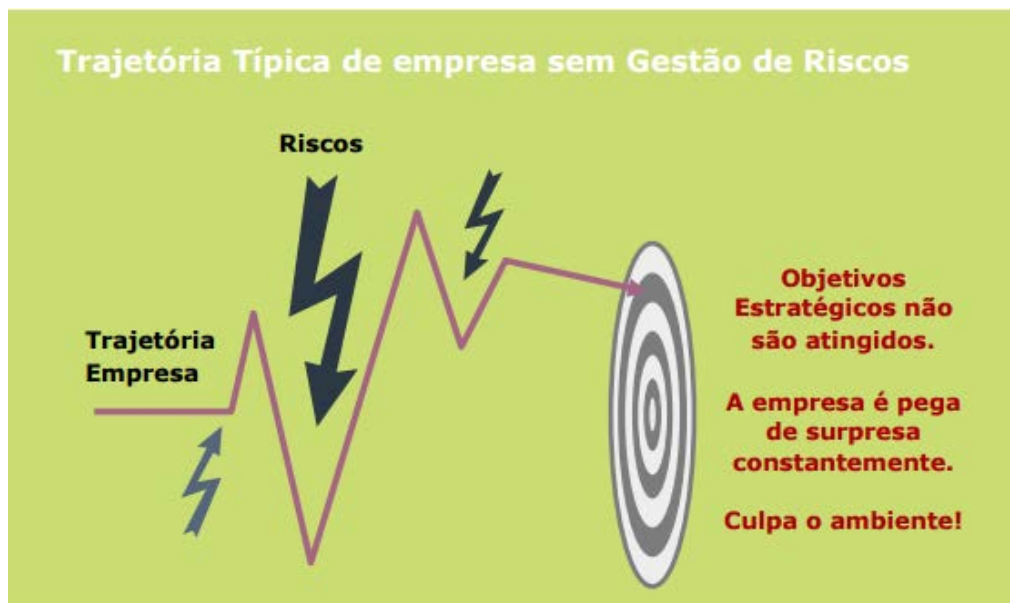 Trajetória Típica de empresa sem Gestão de Riscos
Riscos
Trajetória
Empresa
Objetivos
Estratégicos não
são atingidos.
A empresa é pega
de surpresa
constantemente.
Culpa o ambiente!